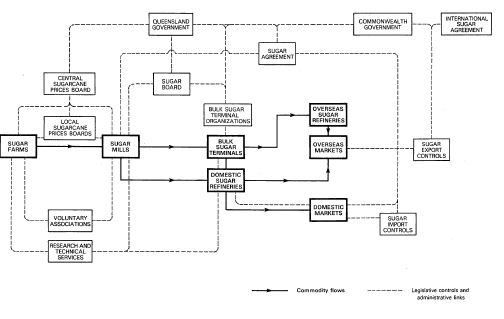 QUEENSLAND
GOVERNMENT
COMMONWEALTH
GOVERNMENT
INTERNATIONAL
SUGAR
AGREEMENT
SUGAR
AGREEMENT
CENTRAL
SUGARCANE
PRICES BOARD
SUGAR
BOARD
BULK SUGAR
TERMINAL
ORGANIZATIONS
OVERSEAS
SUGAR
REFINERIES
LOCAL
SUGARCANE
PRICES BOARDS
SUGAR
FARMS
SUGAR
MILLS
BULK
SUGAR
TERMINALS
OVERSEAS
MARKETS
SUGAR
EXPORT
CONTROLS
DOMESTIC
SUGAR
REFINERIES
VOLUNTARY
ASSOCIATIONS
DOMESTIC
MARKETS
SUGAR
IMPORT
CONTROLS
RESEARCH AND
TECHNICAL
SERVICES
Commodity flows
Legislative controls and
administrative links